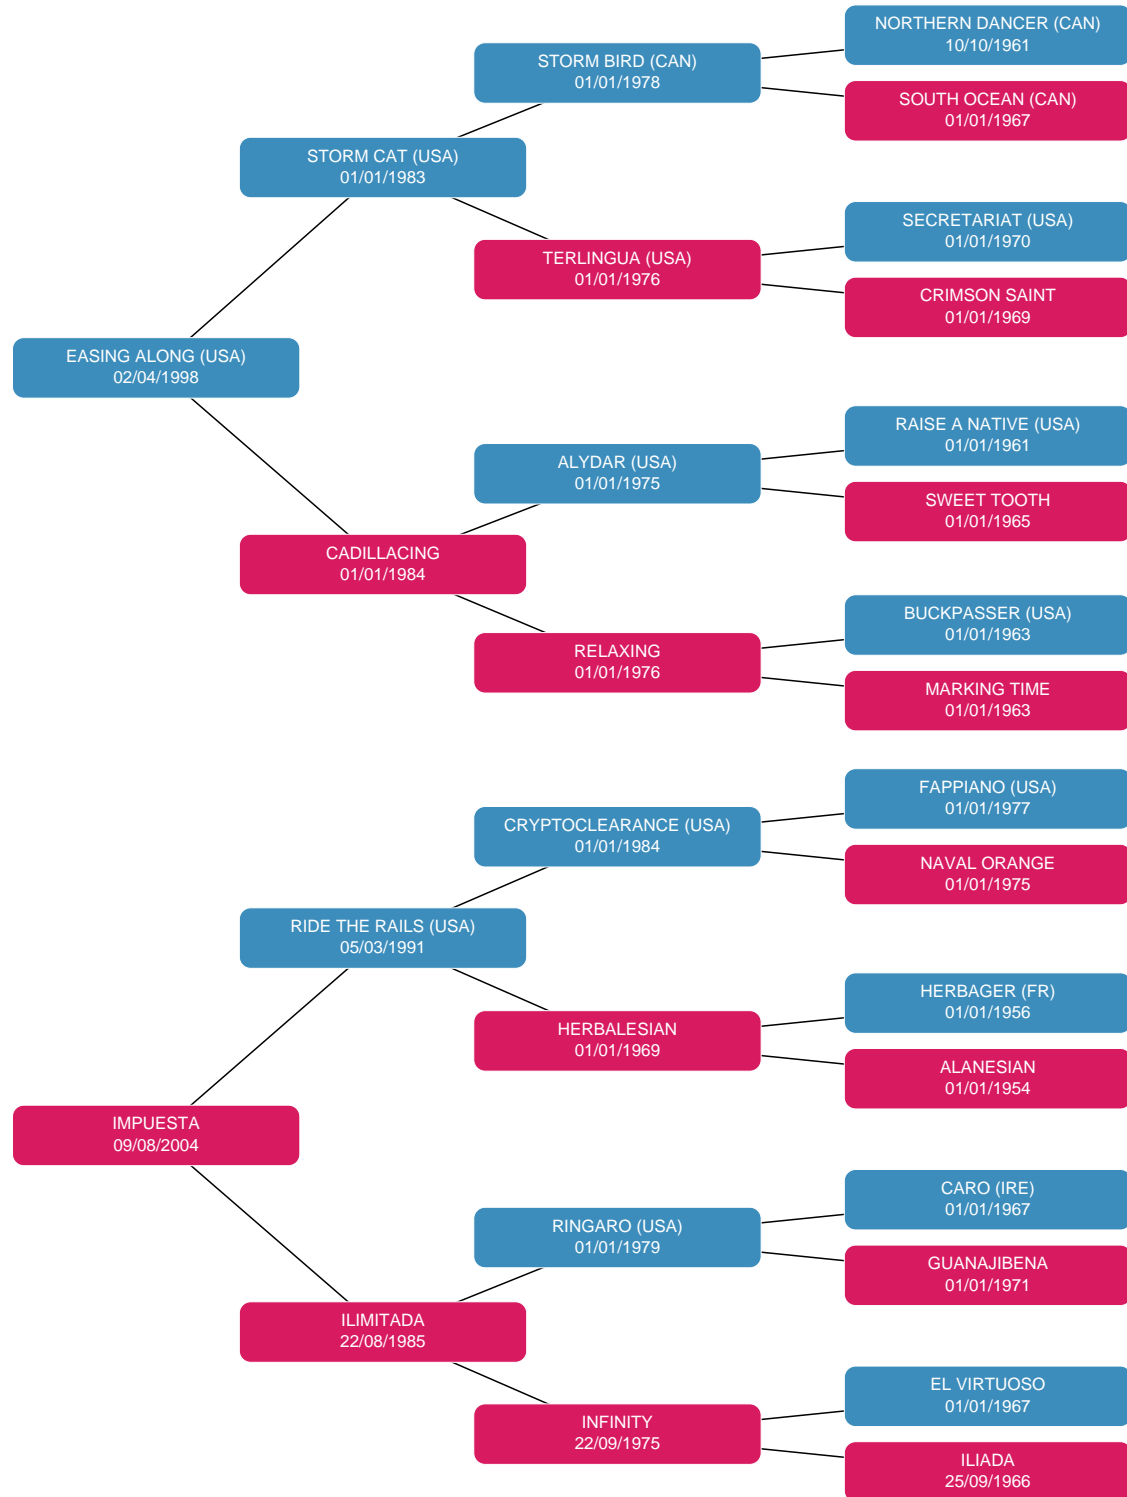 NORTHERN DANCER (CAN)
10/10/1961
STORM BIRD (CAN)
01/01/1978
SOUTH OCEAN (CAN)
01/01/1967
STORM CAT (USA)
01/01/1983
SECRETARIAT (USA)
01/01/1970
TERLINGUA (USA)
01/01/1976
CRIMSON SAINT
01/01/1969
EASING ALONG (USA)
02/04/1998
RAISE A NATIVE (USA)
01/01/1961
ALYDAR (USA)
01/01/1975
SWEET TOOTH
01/01/1965
CADILLACING
01/01/1984
BUCKPASSER (USA)
01/01/1963
RELAXING
01/01/1976
MARKING TIME
01/01/1963
FAPPIANO (USA)
01/01/1977
CRYPTOCLEARANCE (USA)
01/01/1984
NAVAL ORANGE
01/01/1975
RIDE THE RAILS (USA)
05/03/1991
HERBAGER (FR)
01/01/1956
HERBALESIAN
01/01/1969
ALANESIAN
01/01/1954
IMPUESTA
09/08/2004
CARO (IRE)
01/01/1967
RINGARO (USA)
01/01/1979
GUANAJIBENA
01/01/1971
ILIMITADA
22/08/1985
EL VIRTUOSO
01/01/1967
INFINITY
22/09/1975
ILIADA
25/09/1966